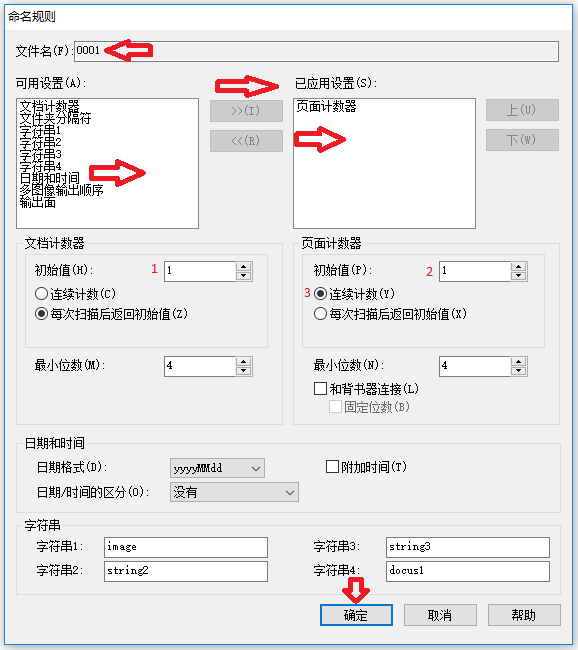 命名规则
文件名(F): 0001
可用设置(A): 已应用设置(S):
文档计数器
文件夹分隔符
字符串1
字符串2
字符串3
字符串4
日期和时间
多图像输出顺序
输出面
>>(I)
<<(R)
页面计数器
上(U)
下(W)
文档计数器
初始值(H): 1 1
连续计数(C)
每次扫描后返回初始值(Z)
最小位数(M): 4
页面计数器
初始值(P): 2 1
3 连续计数(Y)
每次扫描后返回初始值(X)
最小位数(N): 4
和背书器连接(L)
固定位数(B)
日期和时间
日期格式(D): yyyyMMdd 附加时间(T)
日期/时间的区分(O): 没有
字符串
字符串1: image 字符串3: string3
字符串2: string2 字符串4: docus1
确定 取消 帮助